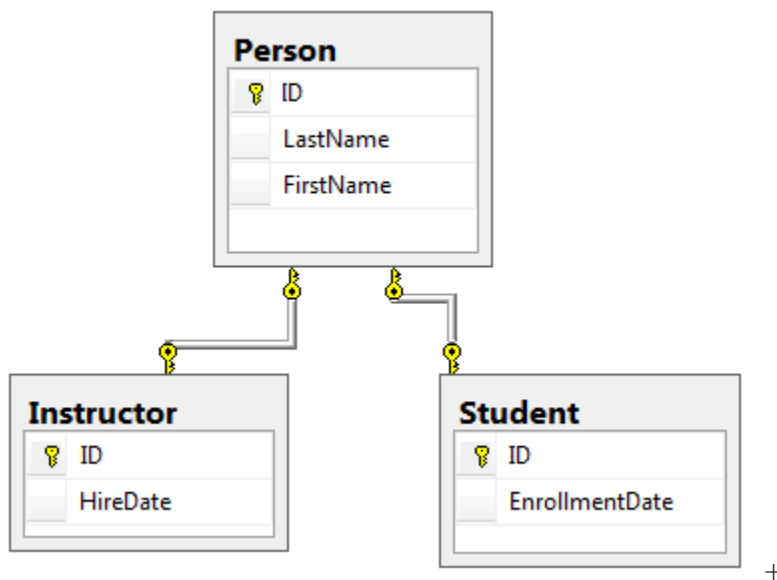 Person
ID
LastName
FirstName
Instructor
ID
HireDate
Student
ID
EnrollmentDate